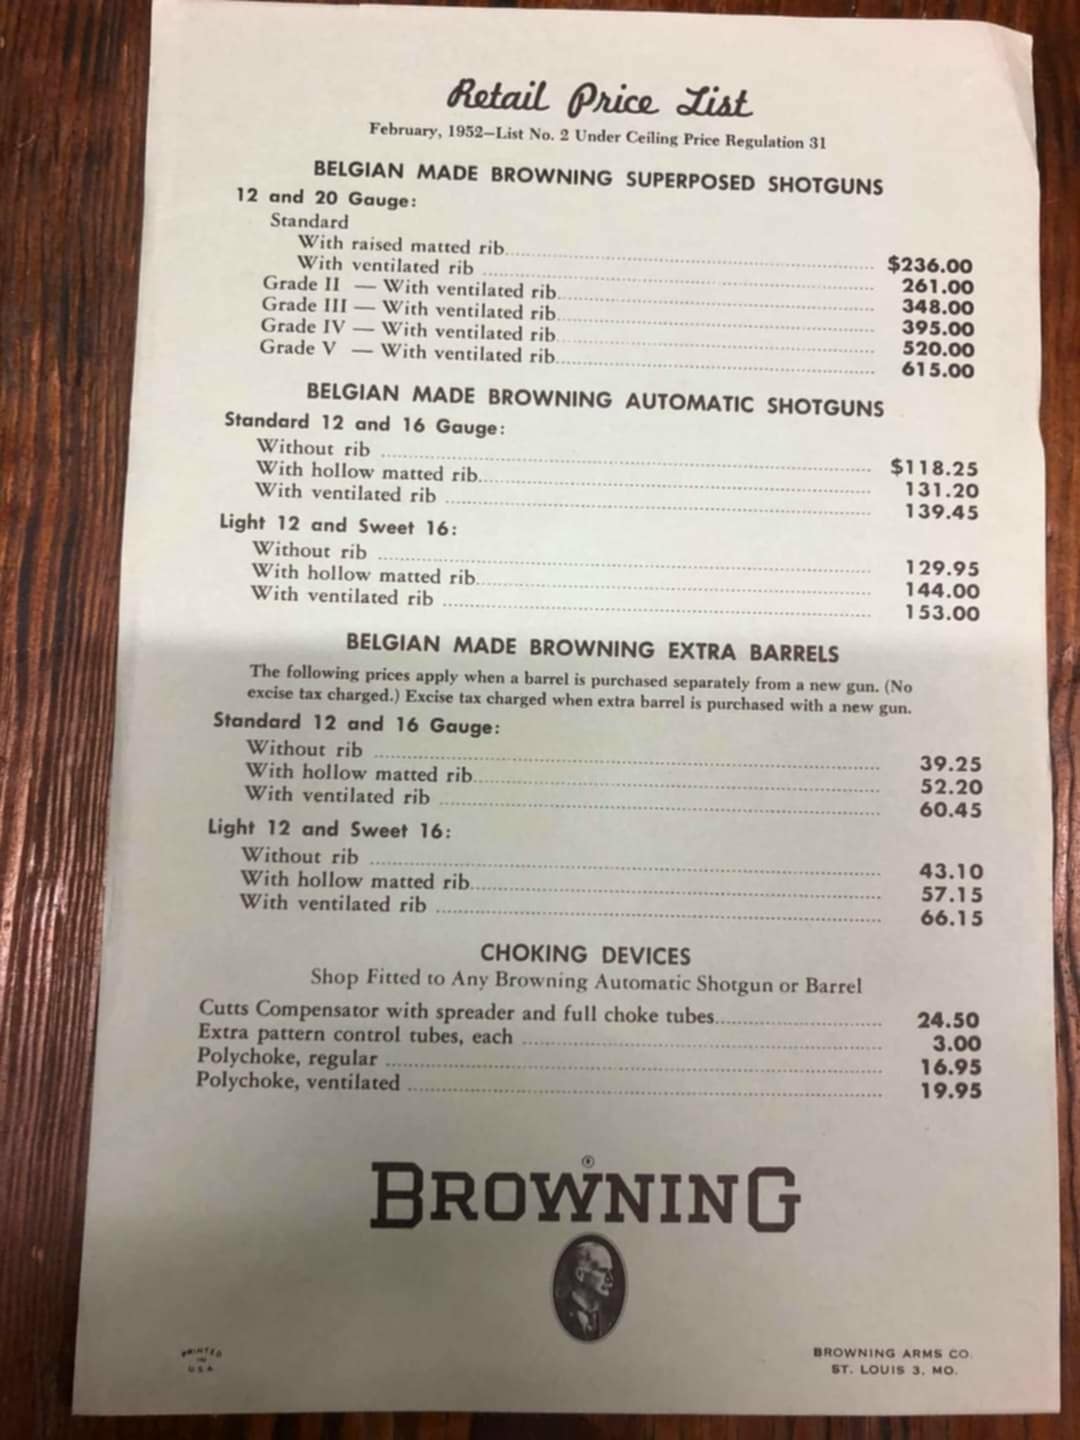 Retail Price List
February, 1952—List No. 2 Under Ceiling Price Regulation 31
BELGIAN MADE BROWNING SUPERPOSED SHOTGUNS
12 and 20 Gauge:
Standard
With raised matted rib........ $236.00
With ventilated rib ........ 261.00
Grade II — With ventilated rib........ 348.00
Grade III — With ventilated rib........ 395.00
Grade IV — With ventilated rib........ 520.00
Grade V — With ventilated rib........ 615.00
BELGIAN MADE BROWNING AUTOMATIC SHOTGUNS
Standard 12 and 16 Gauge:
Without rib ........ $118.25
With hollow matted rib........ 131.20
With ventilated rib ........ 139.45
Light 12 and Sweet 16:
Without rib ........ 129.95
With hollow matted rib........ 144.00
With ventilated rib ........ 153.00
BELGIAN MADE BROWNING EXTRA BARRELS
The following prices apply when a barrel is purchased separately from a new gun. (No
excise tax charged.) Excise tax charged when extra barrel is purchased with a new gun.
Standard 12 and 16 Gauge:
Without rib ........ 39.25
With hollow matted rib........ 52.20
With ventilated rib ........ 60.45
Light 12 and Sweet 16:
Without rib ........ 43.10
With hollow matted rib........ 57.15
With ventilated rib ........ 66.15
CHOKING DEVICES
Shop Fitted to Any Browning Automatic Shotgun or Barrel
Cutts Compensator with spreader and full choke tubes........ 24.50
Extra pattern control tubes, each ........ 3.00
Polychoke, regular ........ 16.95
Polychoke, ventilated ........ 19.95
BROWNING®
PRINTED
IN
U S A
BROWNING ARMS CO.
ST. LOUIS 3, MO.